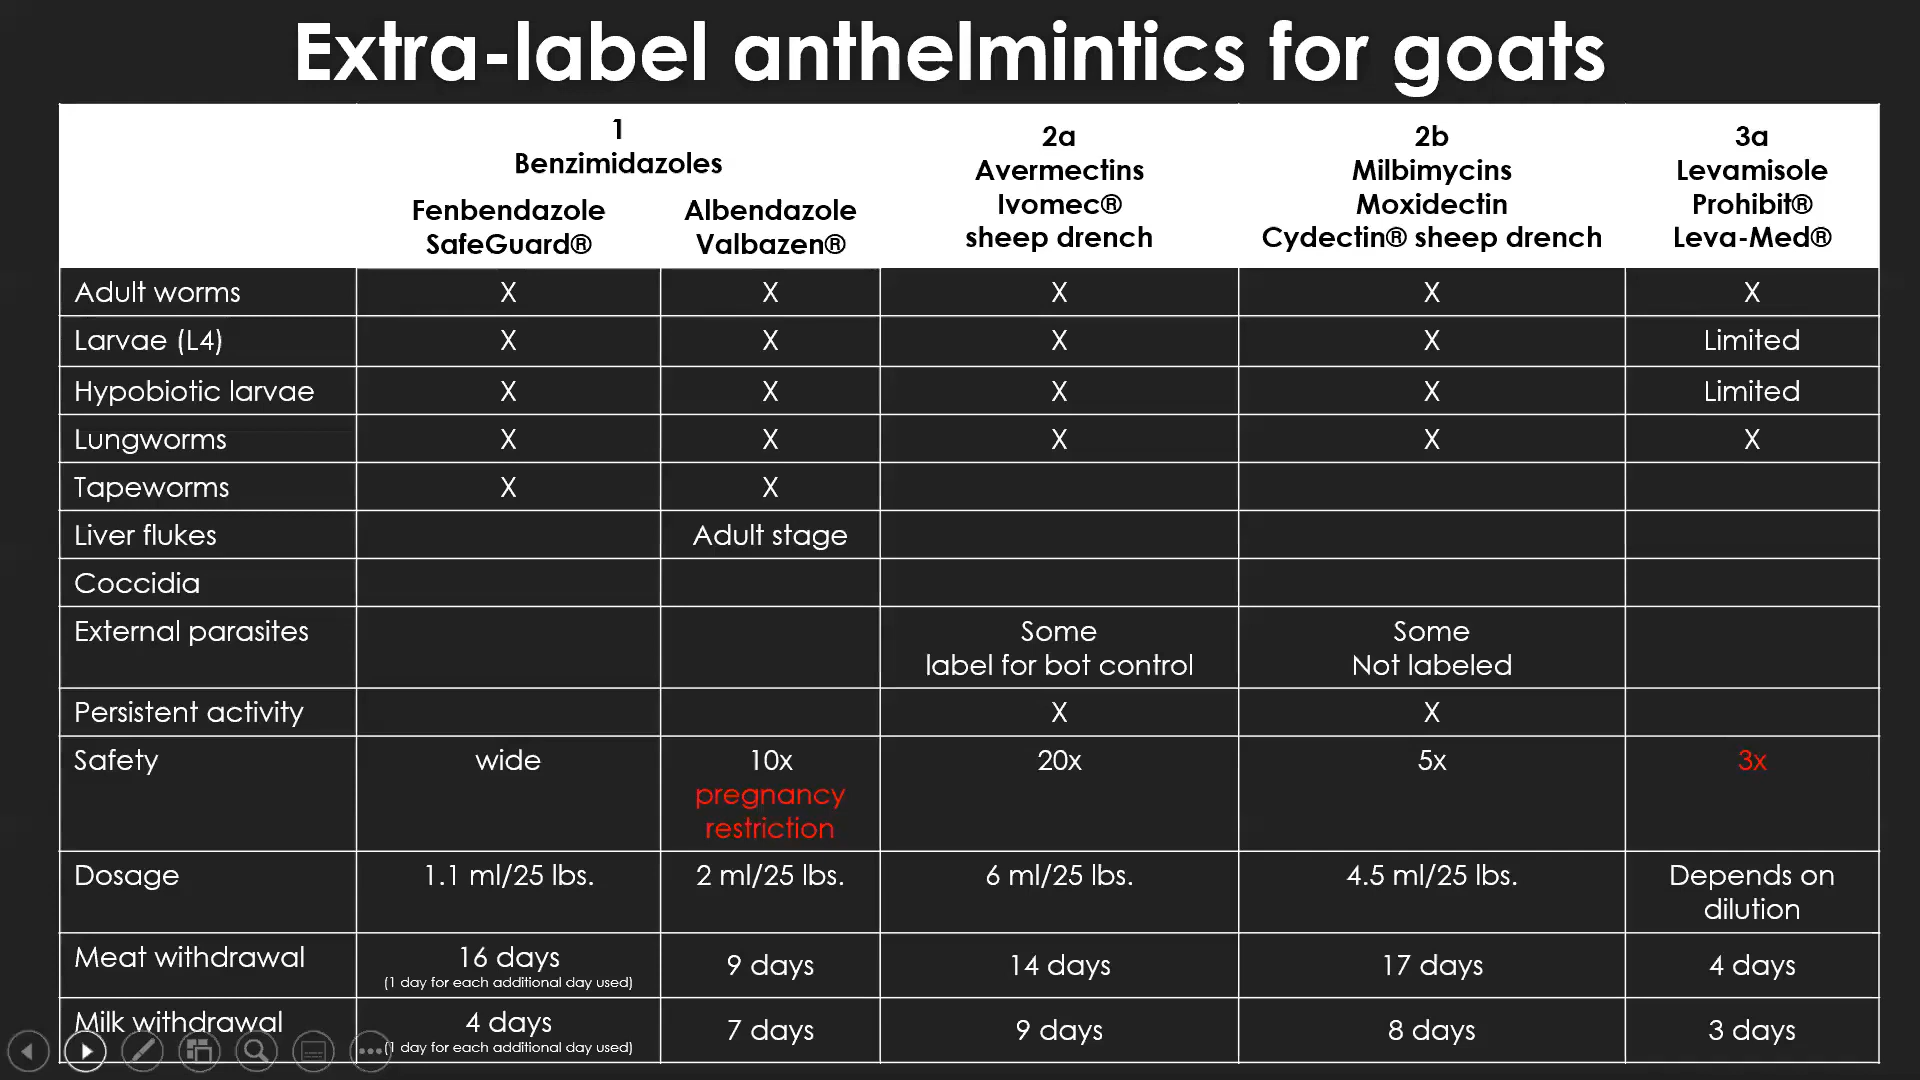 Extra-label anthelmintics for goats
1
Benzimidazoles
Fenbendazole
SafeGuard®
Albendazole
Valbazen®
2a
Avermectins
Ivomec®
sheep drench
2b
Milbimycins
Moxidectin
Cydectin® sheep drench
3a
Levamisole
Prohibit®
Leva-Med®
Adult worms X X X X X
Larvae (L4) X X X X Limited
Hypobiotic larvae X X X X Limited
Lungworms X X X X X
Tapeworms X X
Liver flukes Adult stage
Coccidia
External parasites
Some
label for bot control
Some
Not labeled
Persistent activity X X
Safety
wide
10x
pregnancy
restriction
20x
5x
3x
Dosage
1.1 ml/25 lbs.
2 ml/25 lbs.
6 ml/25 lbs.
4.5 ml/25 lbs.
Depends on
dilution
Meat withdrawal
16 days
(1 day for each additional day used)
9 days
14 days
17 days
4 days
Milk withdrawal
4 days
(1 day for each additional day used)
7 days
9 days
8 days
3 days